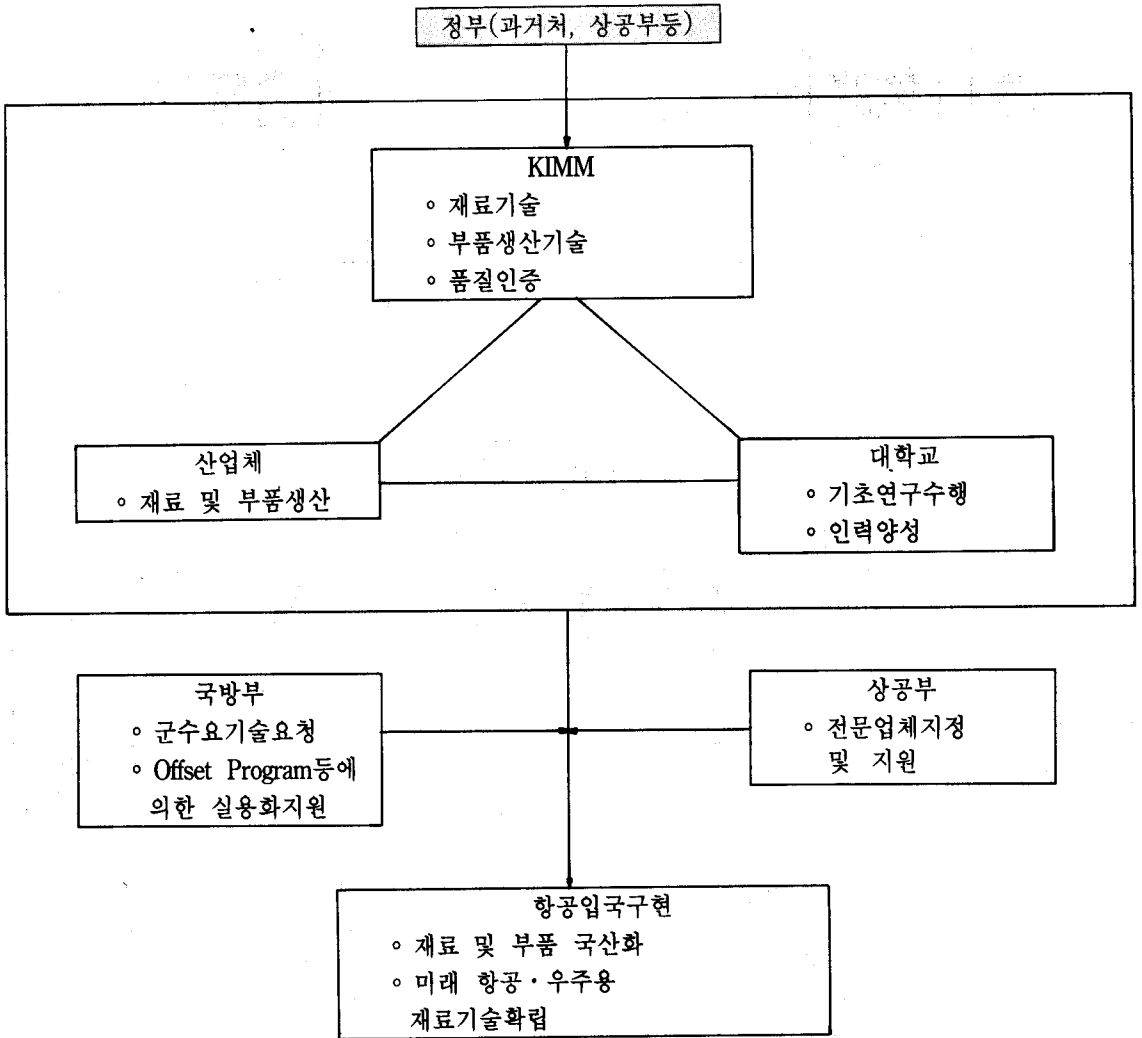 정부(과거처, 상공부등)
KIMM
∘ 재료기술
∘ 부품생산기술
∘ 품질인증
산업체
∘ 재료 및 부품생산
대학교
∘ 기초연구수행
∘ 인력양성
국방부
∘ 군수요기술요청
∘ Offset Program등에
의한 실용화지원
상공부
∘ 전문업체지정
및 지원
항공입국구현
∘ 재료 및 부품 국산화
∘ 미래 항공·우주용
재료기술확립